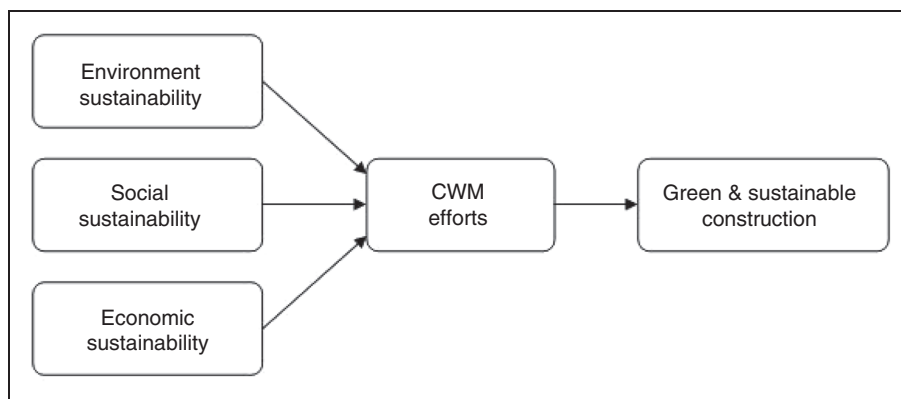 Environment
sustainability
Social
sustainability
Economic
sustainability
CWM
efforts
Green & sustainable
construction